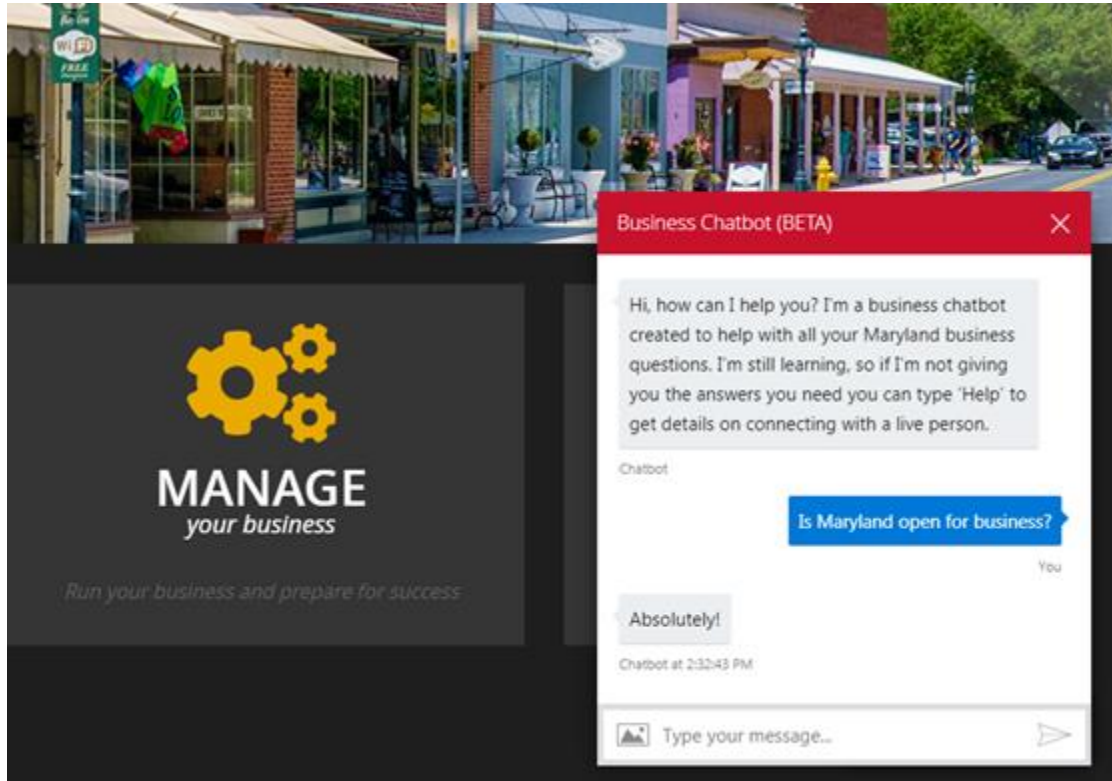 WiFi
FREE
MANAGE
your business
Run your business and prepare for success
Business Chatbot (BETA)
Hi, how can I help you? I'm a business chatbot
created to help with all your Maryland business
questions. I'm still learning, so if I'm not giving
you the answers you need you can type 'Help' to
get details on connecting with a live person.
Chatbot
Is Maryland open for business?
You
Absolutely!
Chatbot at 2:32:43 PM
Type your message...